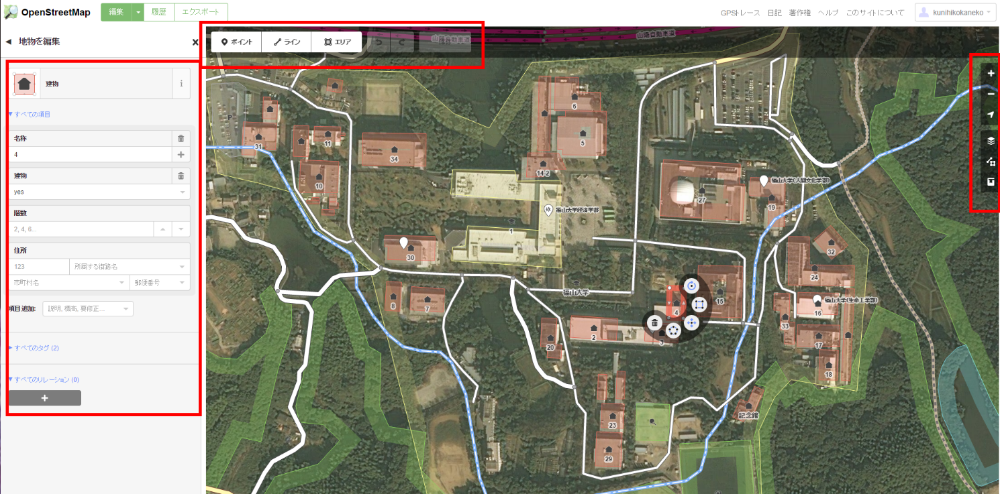 OpenStreetMap 編集 履歴 エクスポート
GPSトレース 日記 著作権 ヘルプ このサイトについて kunihikokaneko
地物を編集
建物
すべての項目
名称
4
建物
yes
階数
2, 4, 6...
住所
123 所属する街路名
市町村名 郵便番号
項目追加: 説明, 標高, 要修正...
すべてのタグ (2)
すべてのリレーション (0)
ポイント ライン エリア
山陽自動車道
山陽自動車道
P
6
5
31
11
34
14-2
10
福山大学(人間文化学部)
27
19
福山大学経済学部
1
30
32
24
福山大学
福山大学(生命工学部)
8
7
15
4
16
33
2
3
20
17
18
記念館
23
29